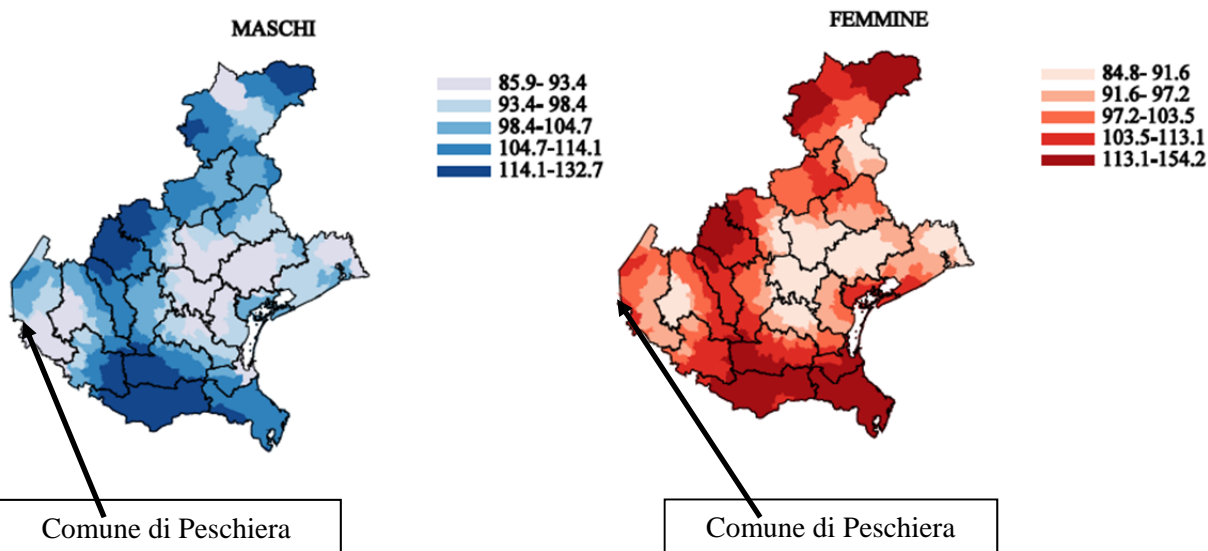 MASCHI
85.9- 93.4
93.4- 98.4
98.4-104.7
104.7-114.1
114.1-132.7
Comune di Peschiera
FEMMINE
84.8- 91.6
91.6- 97.2
97.2-103.5
103.5-113.1
113.1-154.2
Comune di Peschiera